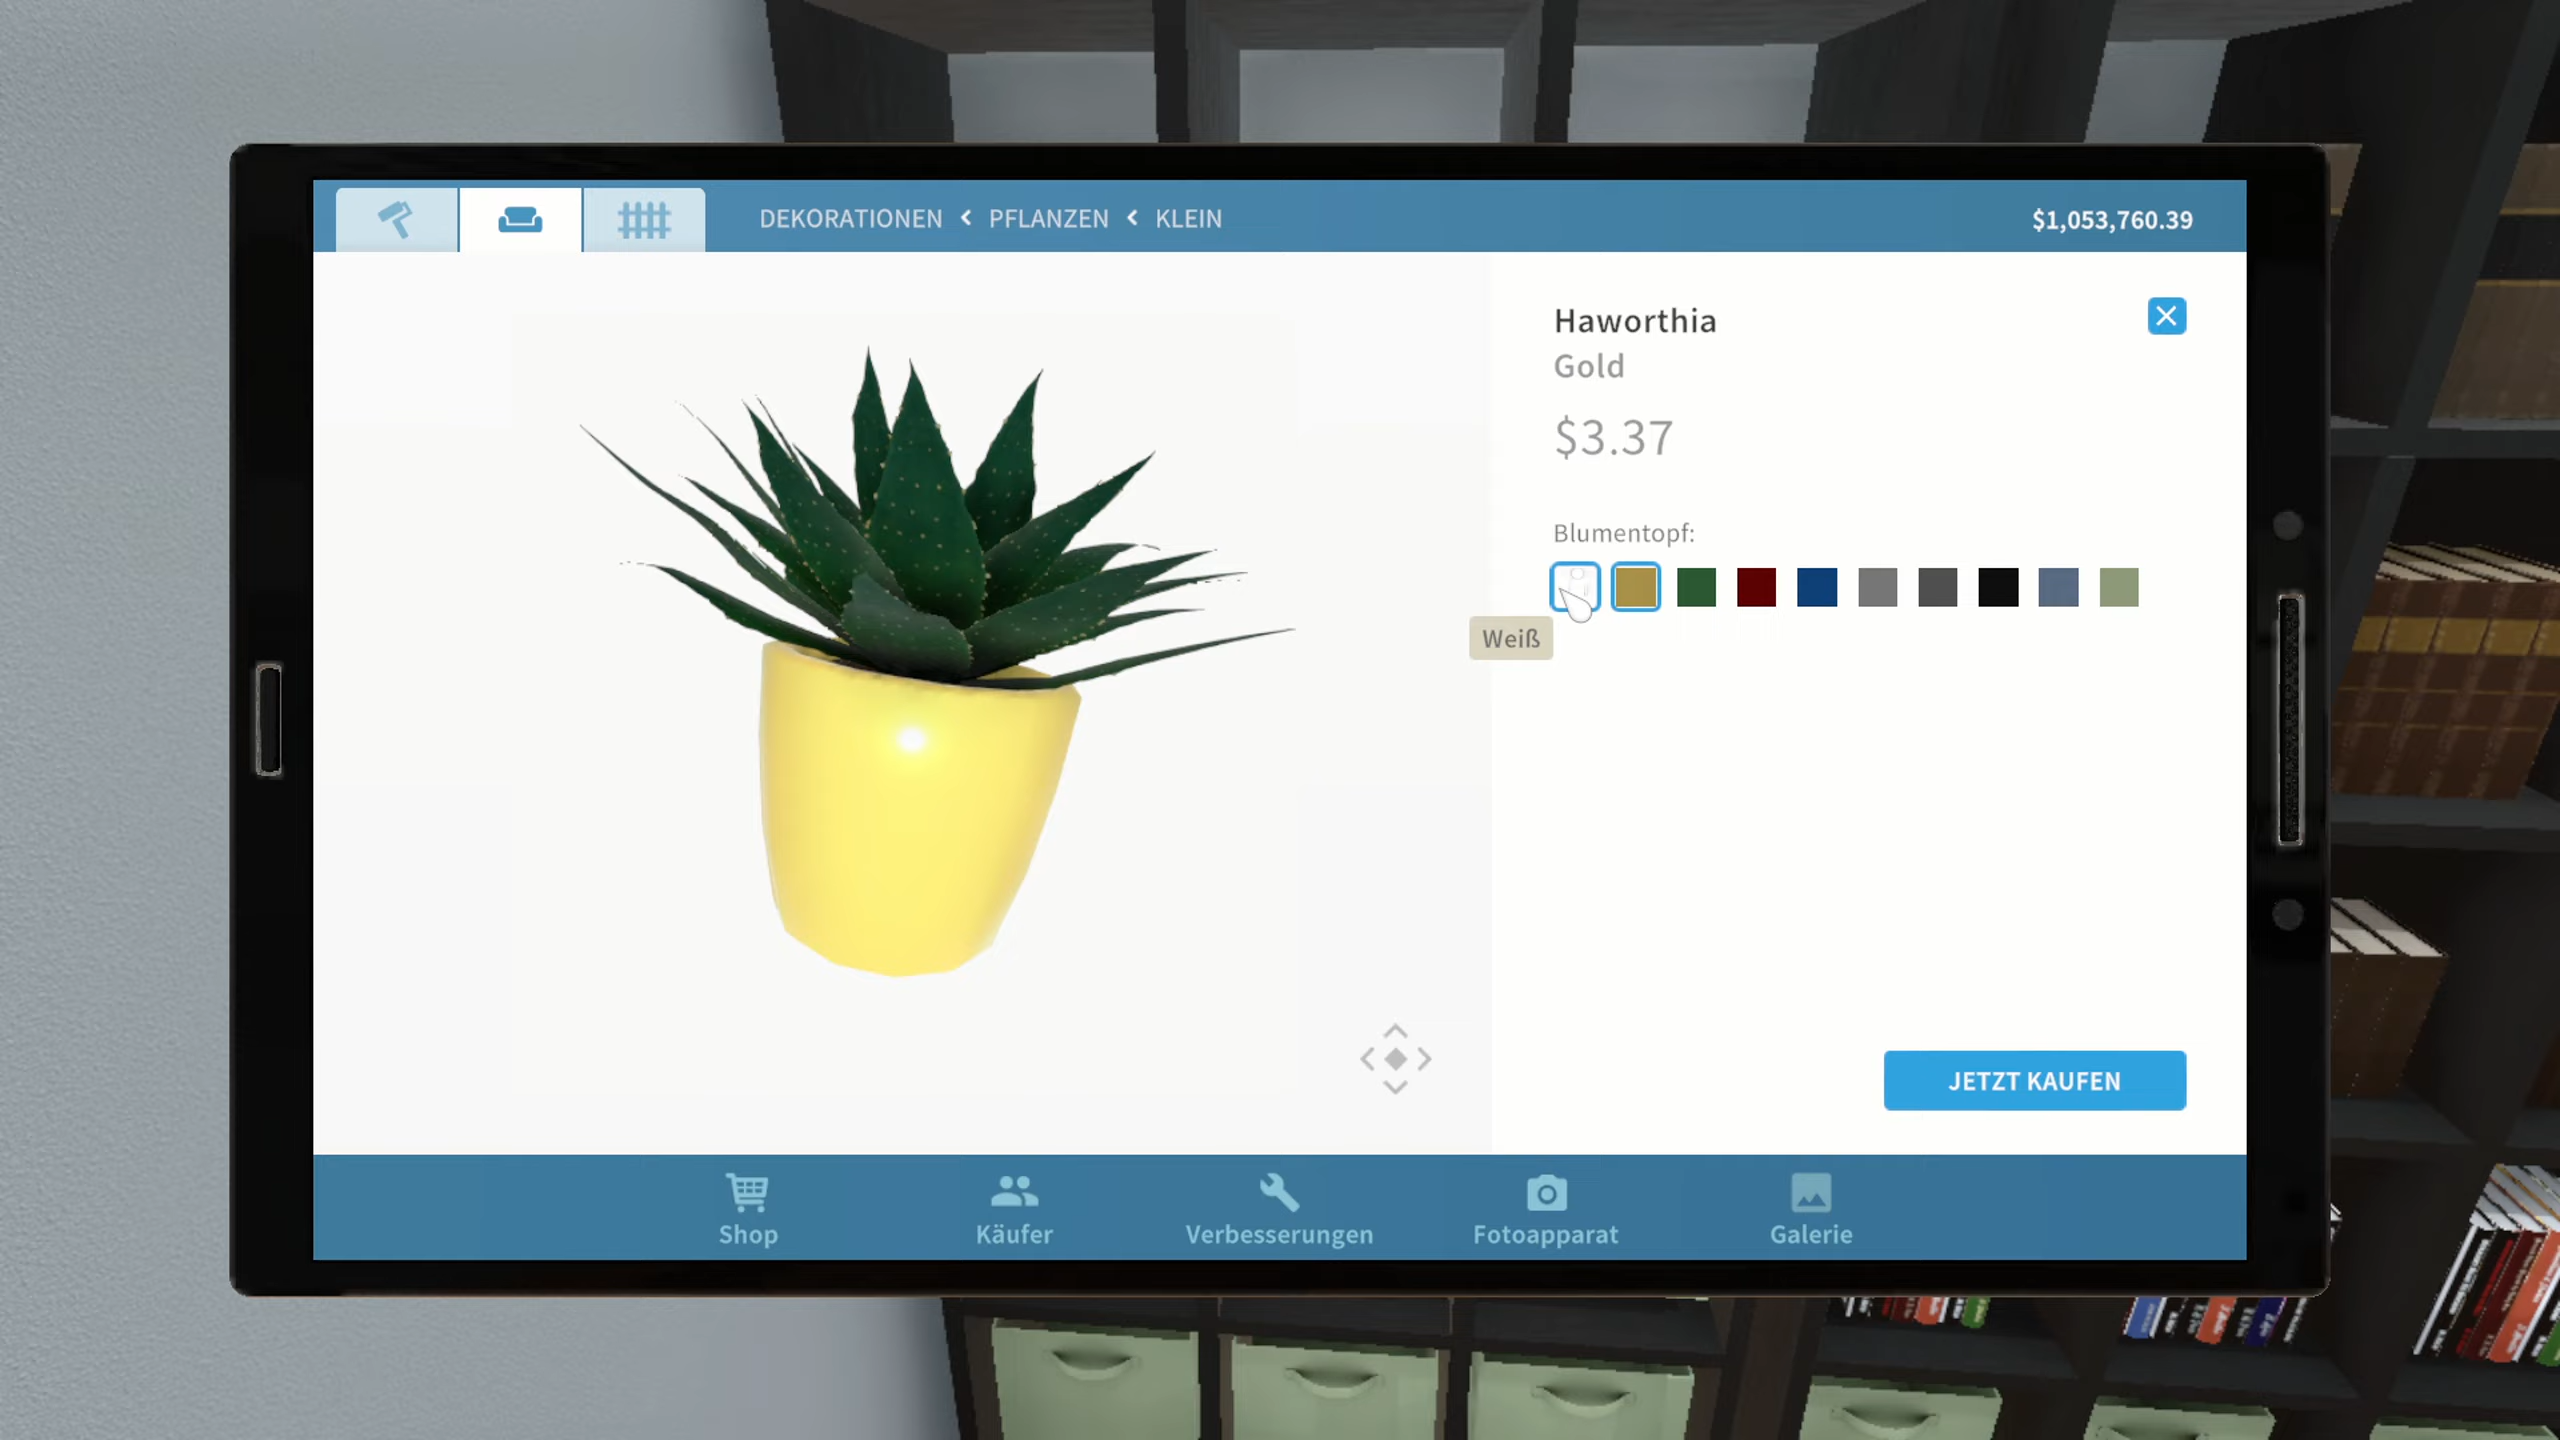 DEKORATIONEN < PFLANZEN < KLEIN
$1,053,760.39
Haworthia
Gold
$3.37
Blumentopf:
Weiß
JETZT KAUFEN
Shop
Käufer
Verbesserungen
Fotoapparat
Galerie